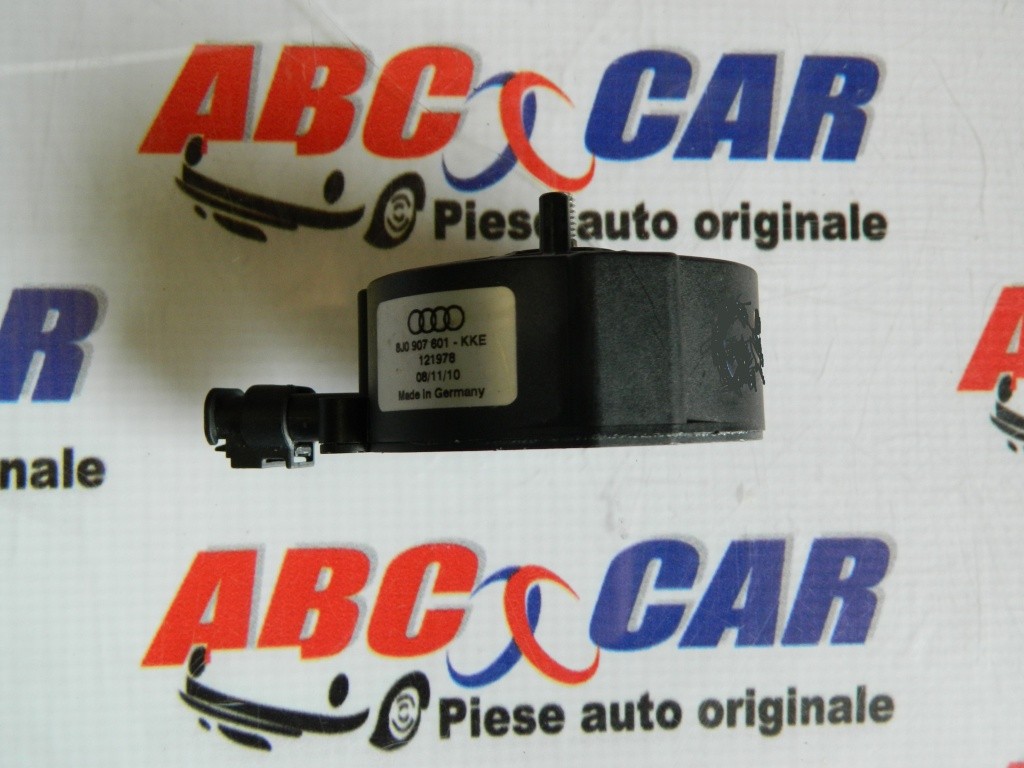 ABC CAR
Piese auto originale
R
nale
8J0 907 601 - KKE
121978
08/11/10
Made in Germany
ABC CAR
Piese auto originale